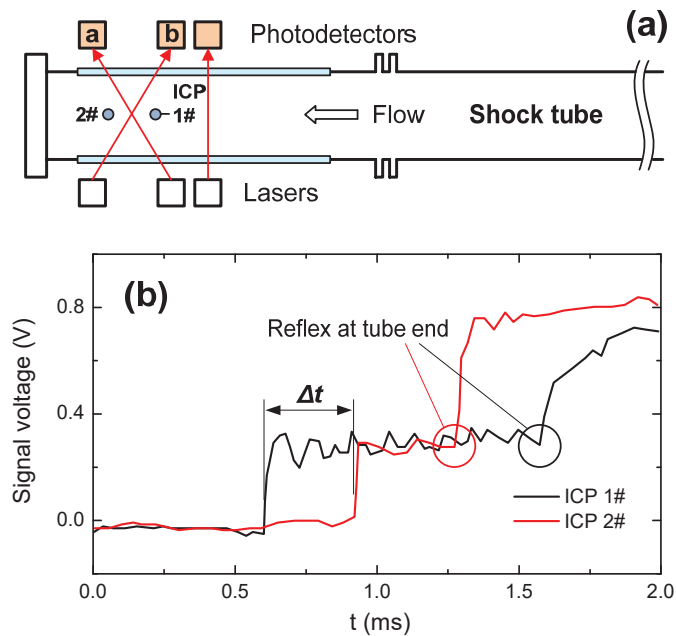 a
b
Photodetectors
(a)
ICP
2#
1#
Flow
Shock tube
Lasers
(b)
Reflex at tube end
Δt
Signal voltage (V)
0.8
0.4
0.0
ICP 1#
ICP 2#
0.0 0.5 1.0 1.5 2.0
t (ms)